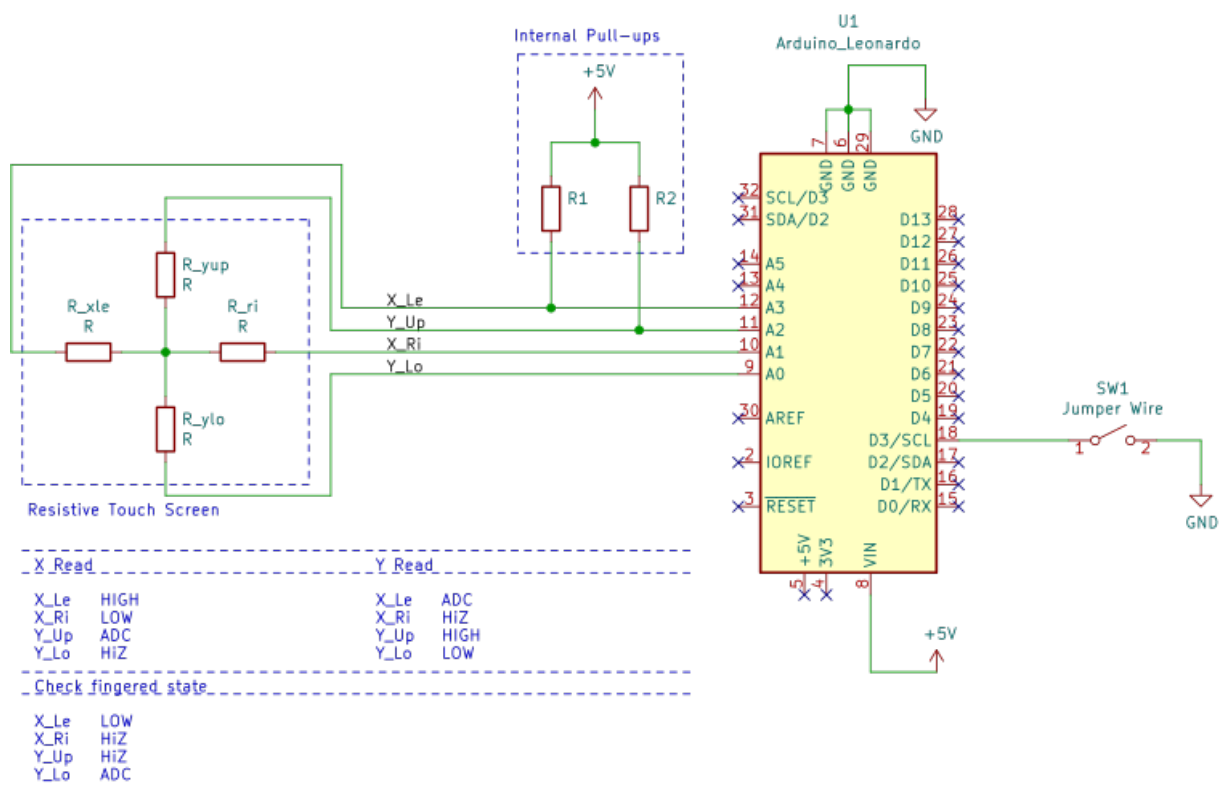 U1
Arduino_Leonardo
Internal Pull-ups
+5V
R1
R2
GND
7
6
29
GND
GND
GND
32
SCL/D3
31
SDA/D2
14
A5
13
A4
12
A3
11
A2
10
A1
9
A0
30
AREF
2
IOREF
3
RESET
D13
28
D12
27
D11
26
D10
25
D9
24
D8
23
D7
22
D6
21
D5
20
D4
19
D3/SCL
18
D2/SDA
17
D1/TX
16
D0/RX
15
+5V
3V3
VIN
5
4
8
+5V
SW1
Jumper Wire
1
2
GND
R_yup
R
R_xle
R
R_ri
R
R_ylo
R
X_Le
Y_Up
X_Ri
Y_Lo
Resistive Touch Screen
X Read
X_Le HIGH
X_Ri LOW
Y_Up ADC
Y_Lo HiZ
Y Read
X_Le ADC
X_Ri HiZ
Y_Up HIGH
Y_Lo LOW
Check fingered state
X_Le LOW
X_Ri HiZ
Y_Up HiZ
Y_Lo ADC